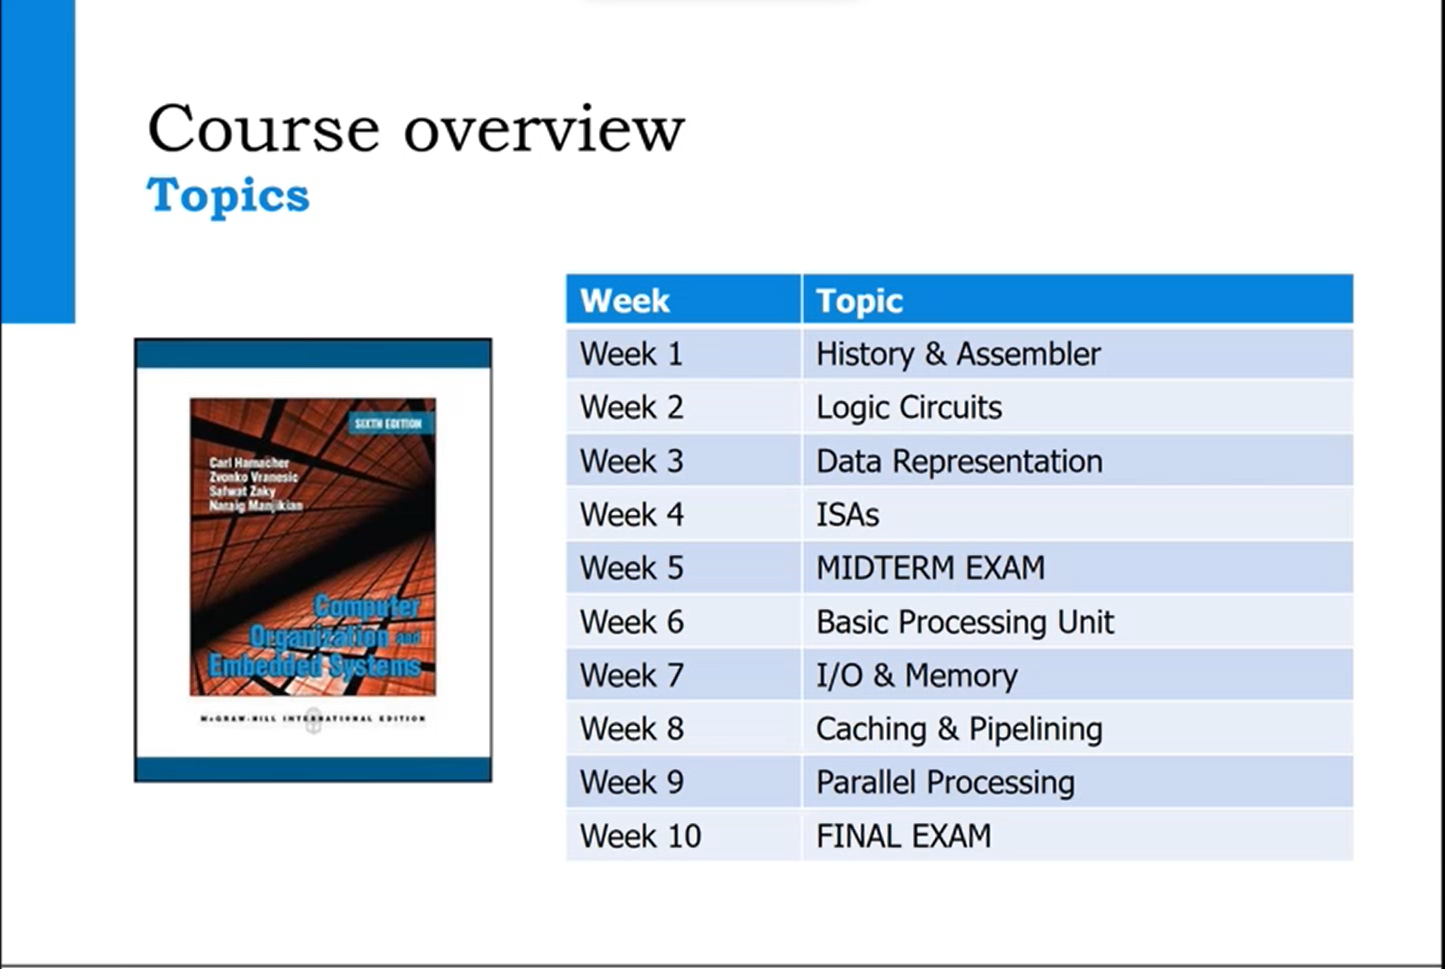 Course overview
Topics
SIXTH EDITION
Carl Hamacher
Zvonko Vranesic
Safwat Zaky
Naraig Manjikian
Computer
Organization and
Embedded Systems
McGRAW-HILL INTERNATIONAL EDITION
Week Topic
Week 1 History & Assembler
Week 2 Logic Circuits
Week 3 Data Representation
Week 4 ISAs
Week 5 MIDTERM EXAM
Week 6 Basic Processing Unit
Week 7 I/O & Memory
Week 8 Caching & Pipelining
Week 9 Parallel Processing
Week 10 FINAL EXAM